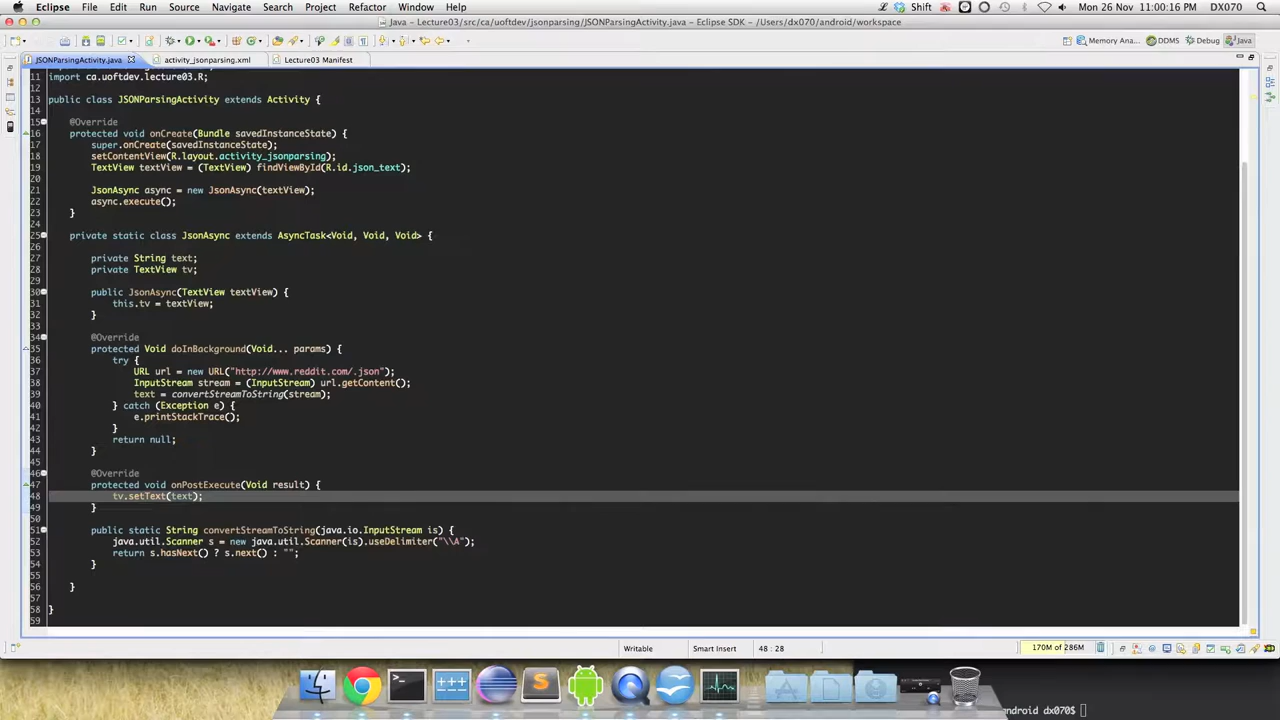 Eclipse File Edit Run Source Navigate Search Project Refactor Window Help Shift Mon 26 Nov 11:00:16 PM DX070
Java – Lecture03/src/ca/uoftdev/jsonparsing/JSONParsingActivity.java – Eclipse SDK – /Users/dx070/android/workspace
Memory Ana... DDMS Debug Java
JSONParsingActivity.java activity_jsonparsing.xml Lecture03 Manifest
11 import ca.uoftdev.lecture03.R;
12
13 public class JSONParsingActivity extends Activity {
14
15 @Override
16 protected void onCreate(Bundle savedInstanceState) {
17 super.onCreate(savedInstanceState);
18 setContentView(R.layout.activity_jsonparsing);
19 TextView textView = (TextView) findViewById(R.id.json_text);
20
21 JsonAsync async = new JsonAsync(textView);
22 async.execute();
23 }
24
25 private static class JsonAsync extends AsyncTask<Void, Void, Void> {
26
27 private String text;
28 private TextView tv;
29
30 public JsonAsync(TextView textView) {
31 this.tv = textView;
32 }
33
34 @Override
35 protected Void doInBackground(Void... params) {
36 try {
37 URL url = new URL("http://www.reddit.com/.json");
38 InputStream stream = (InputStream) url.getContent();
39 text = convertStreamToString(stream);
40 } catch (Exception e) {
41 e.printStackTrace();
42 }
43 return null;
44 }
45
46 @Override
47 protected void onPostExecute(Void result) {
48 tv.setText(text);
49 }
50
51 public static String convertStreamToString(java.io.InputStream is) {
52 java.util.Scanner s = new java.util.Scanner(is).useDelimiter("\\A");
53 return s.hasNext() ? s.next() : "";
54 }
55
56 }
57
58 }
59
Writable Smart Insert 48 : 28 170M of 286M
android dx070$